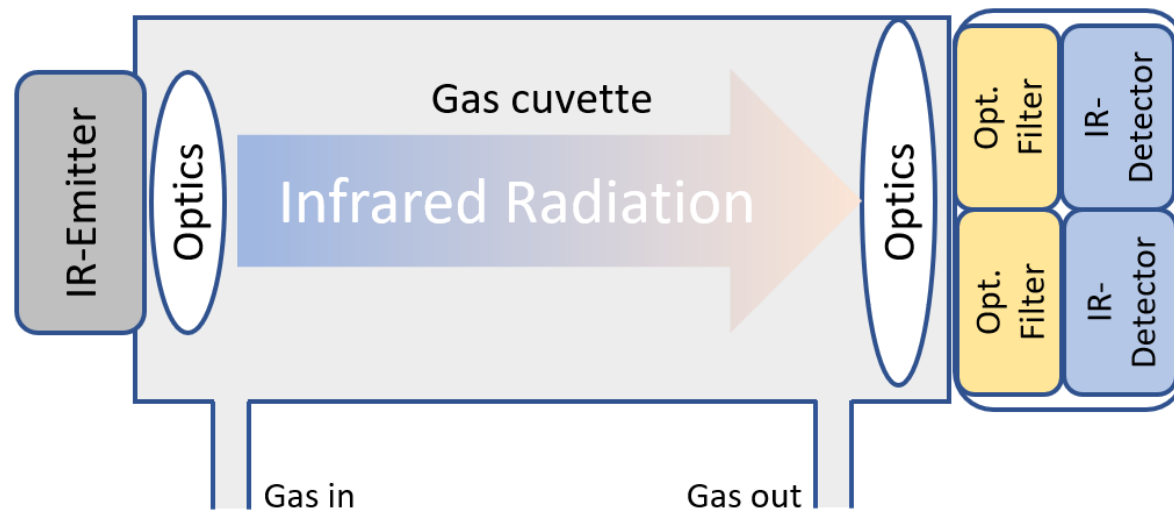 IR-Emitter
Optics
Gas cuvette
Infrared Radiation
Optics
Opt.
Filter
IR-
Detector
Opt.
Filter
IR-
Detector
Gas in
Gas out